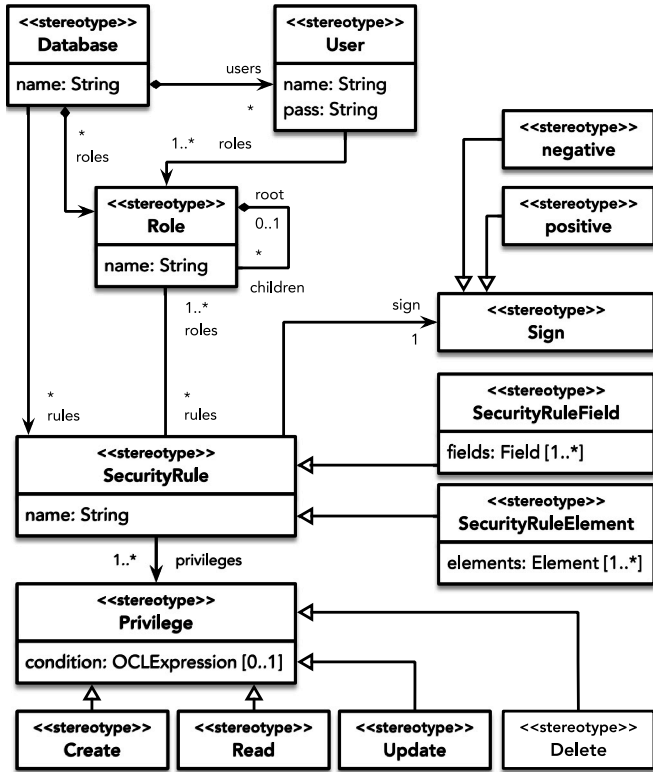 <<stereotype>>
Database
name: String
<<stereotype>>
User
name: String
pass: String
users
*
*
roles
1..* roles
<<stereotype>>
Role
name: String
root
0..1
*
children
<<stereotype>>
negative
<<stereotype>>
positive
sign
1
<<stereotype>>
Sign
1..*
roles
*
rules
*
rules
<<stereotype>>
SecurityRule
name: String
<<stereotype>>
SecurityRuleField
fields: Field [1..*]
<<stereotype>>
SecurityRuleElement
elements: Element [1..*]
1..* privileges
<<stereotype>>
Privilege
condition: OCLExpression [0..1]
<<stereotype>>
Create
<<stereotype>>
Read
<<stereotype>>
Update
<<stereotype>>
Delete